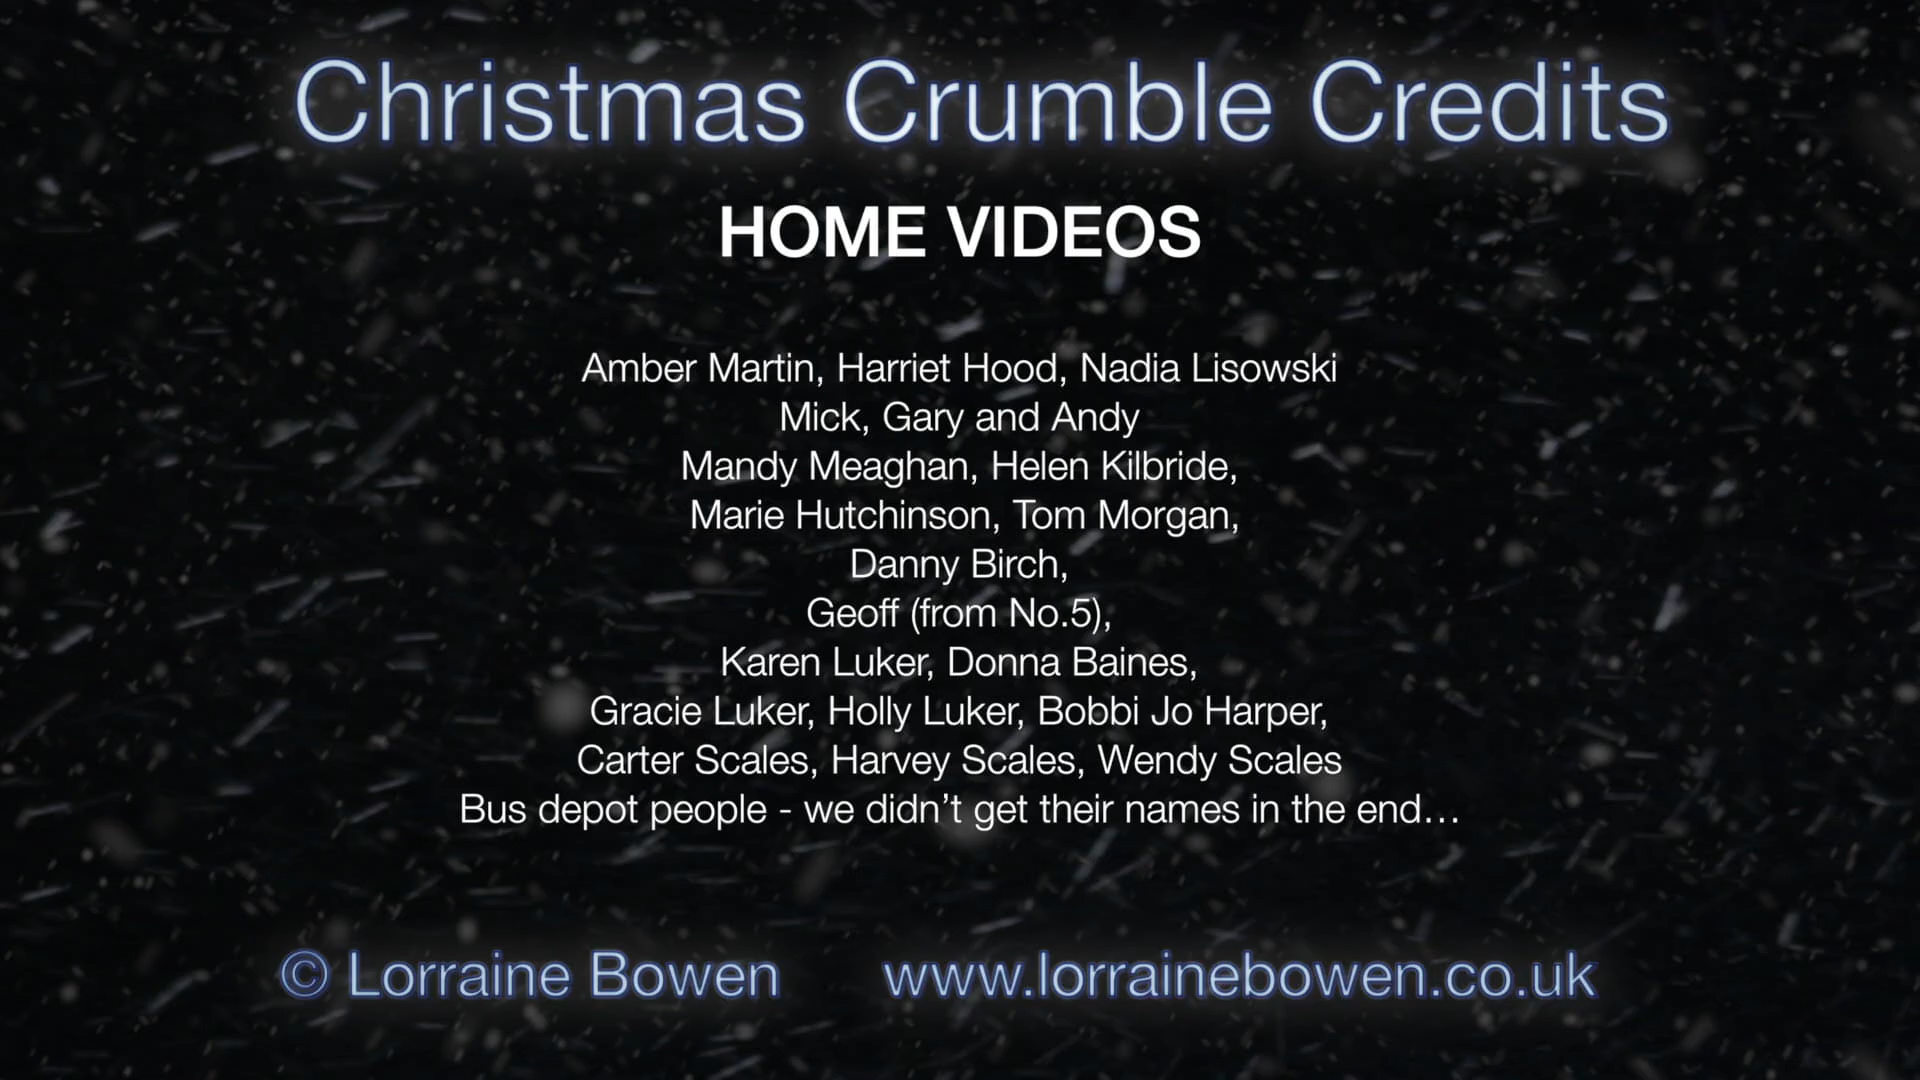 Christmas Crumble Credits
HOME VIDEOS
Amber Martin, Harriet Hood, Nadia Lisowski
Mick, Gary and Andy
Mandy Meaghan, Helen Kilbride,
Marie Hutchinson, Tom Morgan,
Danny Birch,
Geoff (from No.5),
Karen Luker, Donna Baines,
Gracie Luker, Holly Luker, Bobbi Jo Harper,
Carter Scales, Harvey Scales, Wendy Scales
Bus depot people - we didn’t get their names in the end…
© Lorraine Bowen www.lorrainebowen.co.uk